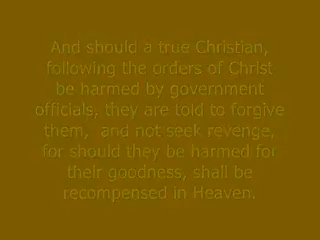 And should a true Christian,
following the orders of Christ
be harmed by government
officials, they are told to forgive
them, and not seek revenge,
for should they be harmed for
their goodness, shall be
recompensed in Heaven.